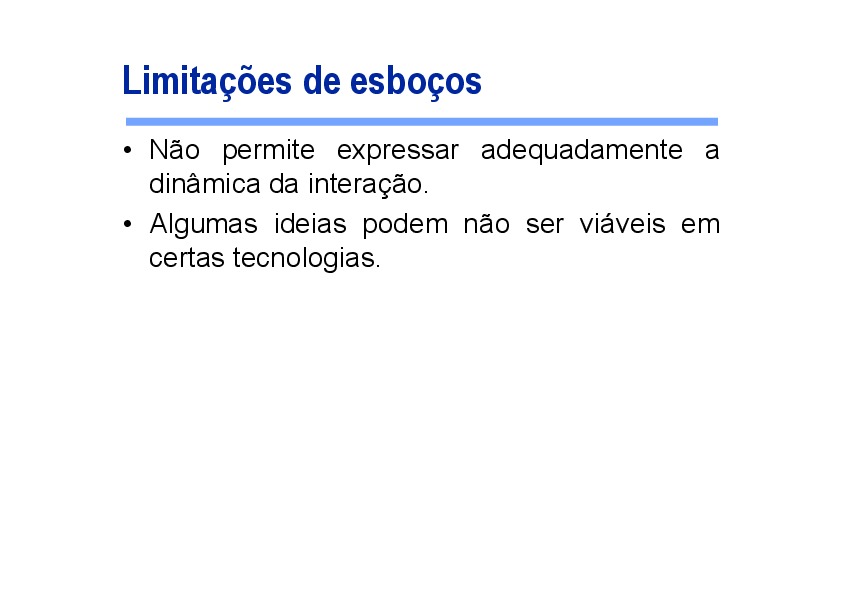 Limitações de esboços
• Não permite expressar adequadamente a
dinâmica da interação.
• Algumas ideias podem não ser viáveis em
certas tecnologias.